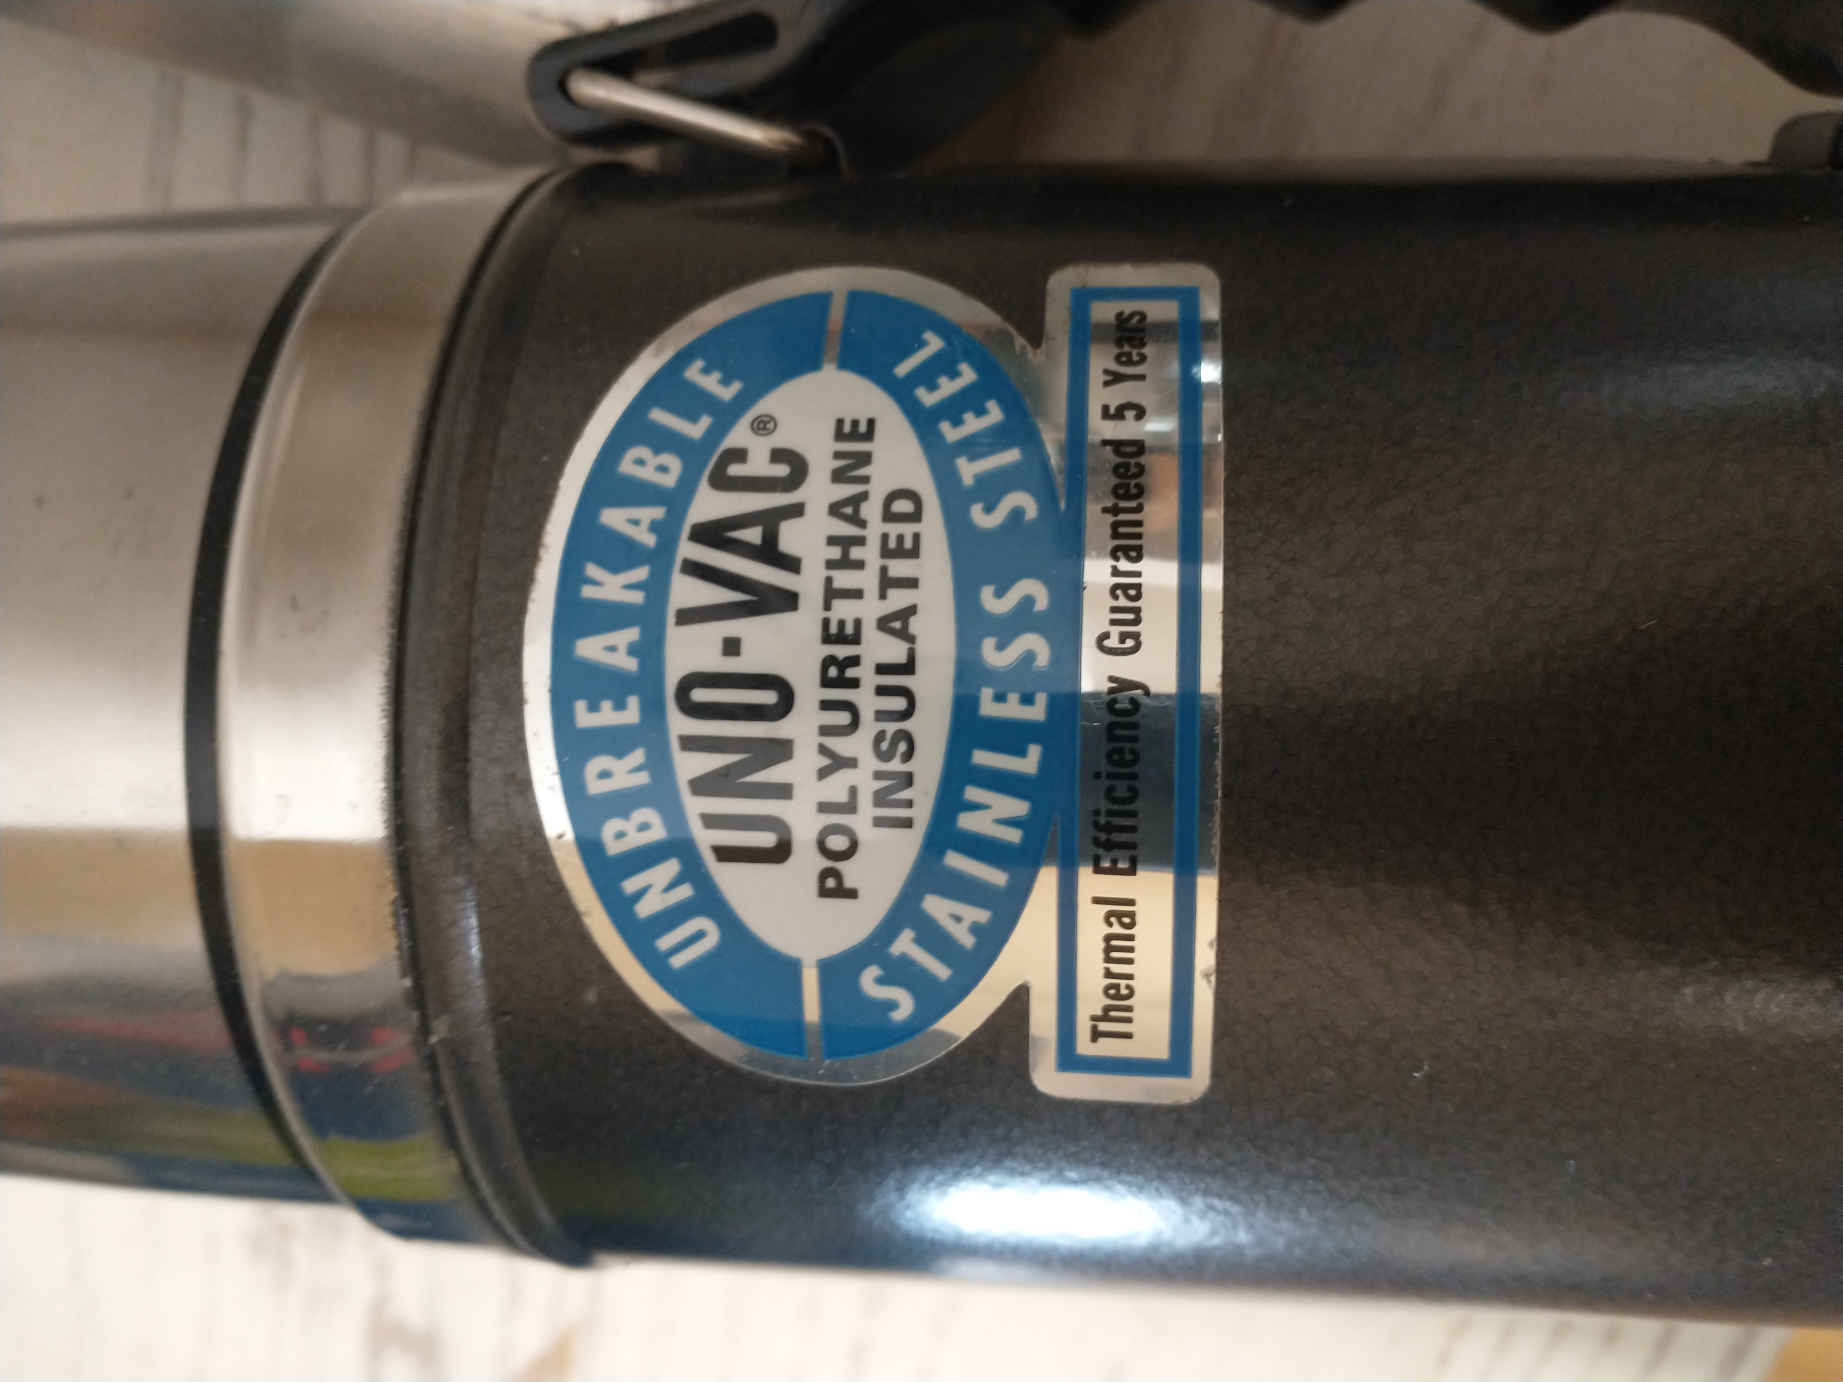 UNBREAKABLE
UNO-VAC®
POLYURETHANE
INSULATED
STAINLESS STEEL
Thermal Efficiency Guaranteed 5 Years